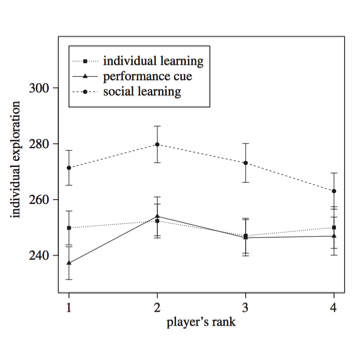 individual learning
performance cue
social learning
individual exploration
300
280
260
240
1 2 3 4
player's rank